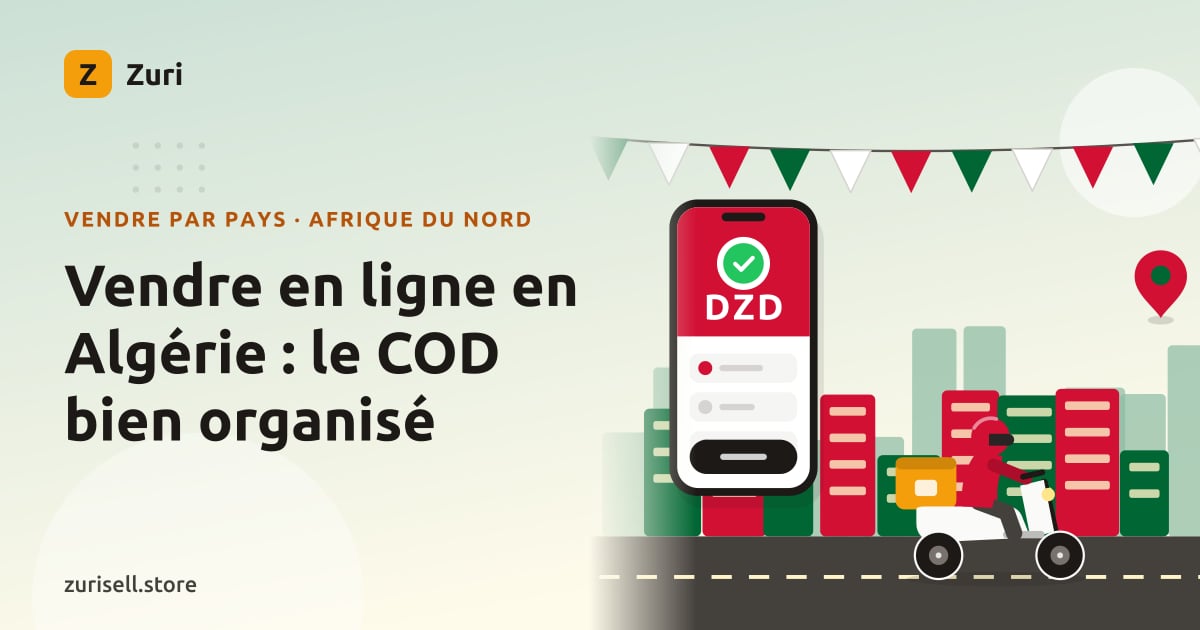 Z Zuri
VENDRE PAR PAYS · AFRIQUE DU NORD
Vendre en ligne en
Algérie : le COD
bien organisé
DZD
zurisell.store